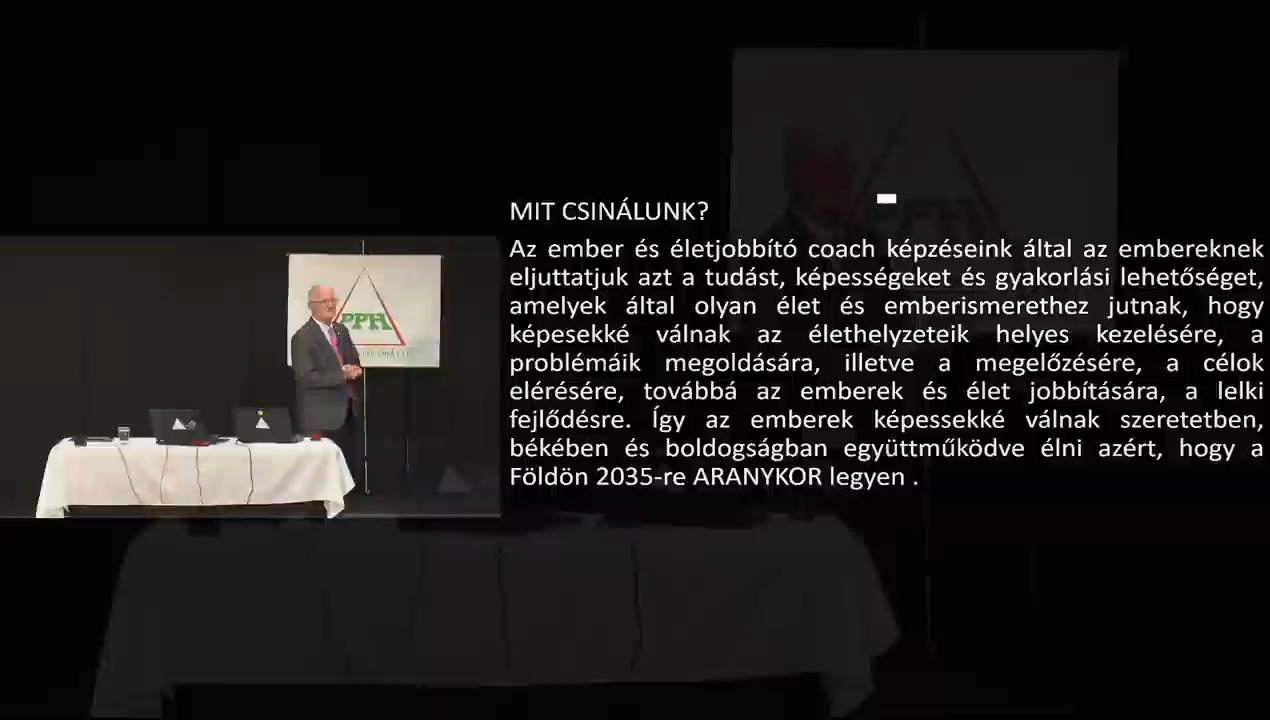 MIT CSINÁLUNK?
Az ember és életjobbító coach képzéseink által az embereknek
eljuttatjuk azt a tudást, képességeket és gyakorlási lehetőséget,
amelyek által olyan élet és emberismerethez jutnak, hogy
képesekké válnak az élethelyzeteik helyes kezelésére, a
problémáik megoldására, illetve a megelőzésére, a célok
elérésére, továbbá az emberek és élet jobbítására, a lelki
fejlődésre. Így az emberek képessekké válnak szeretetben,
békében és boldogságban együttműködve élni azért, hogy a
Földön 2035-re ARANYKOR legyen .
PPH